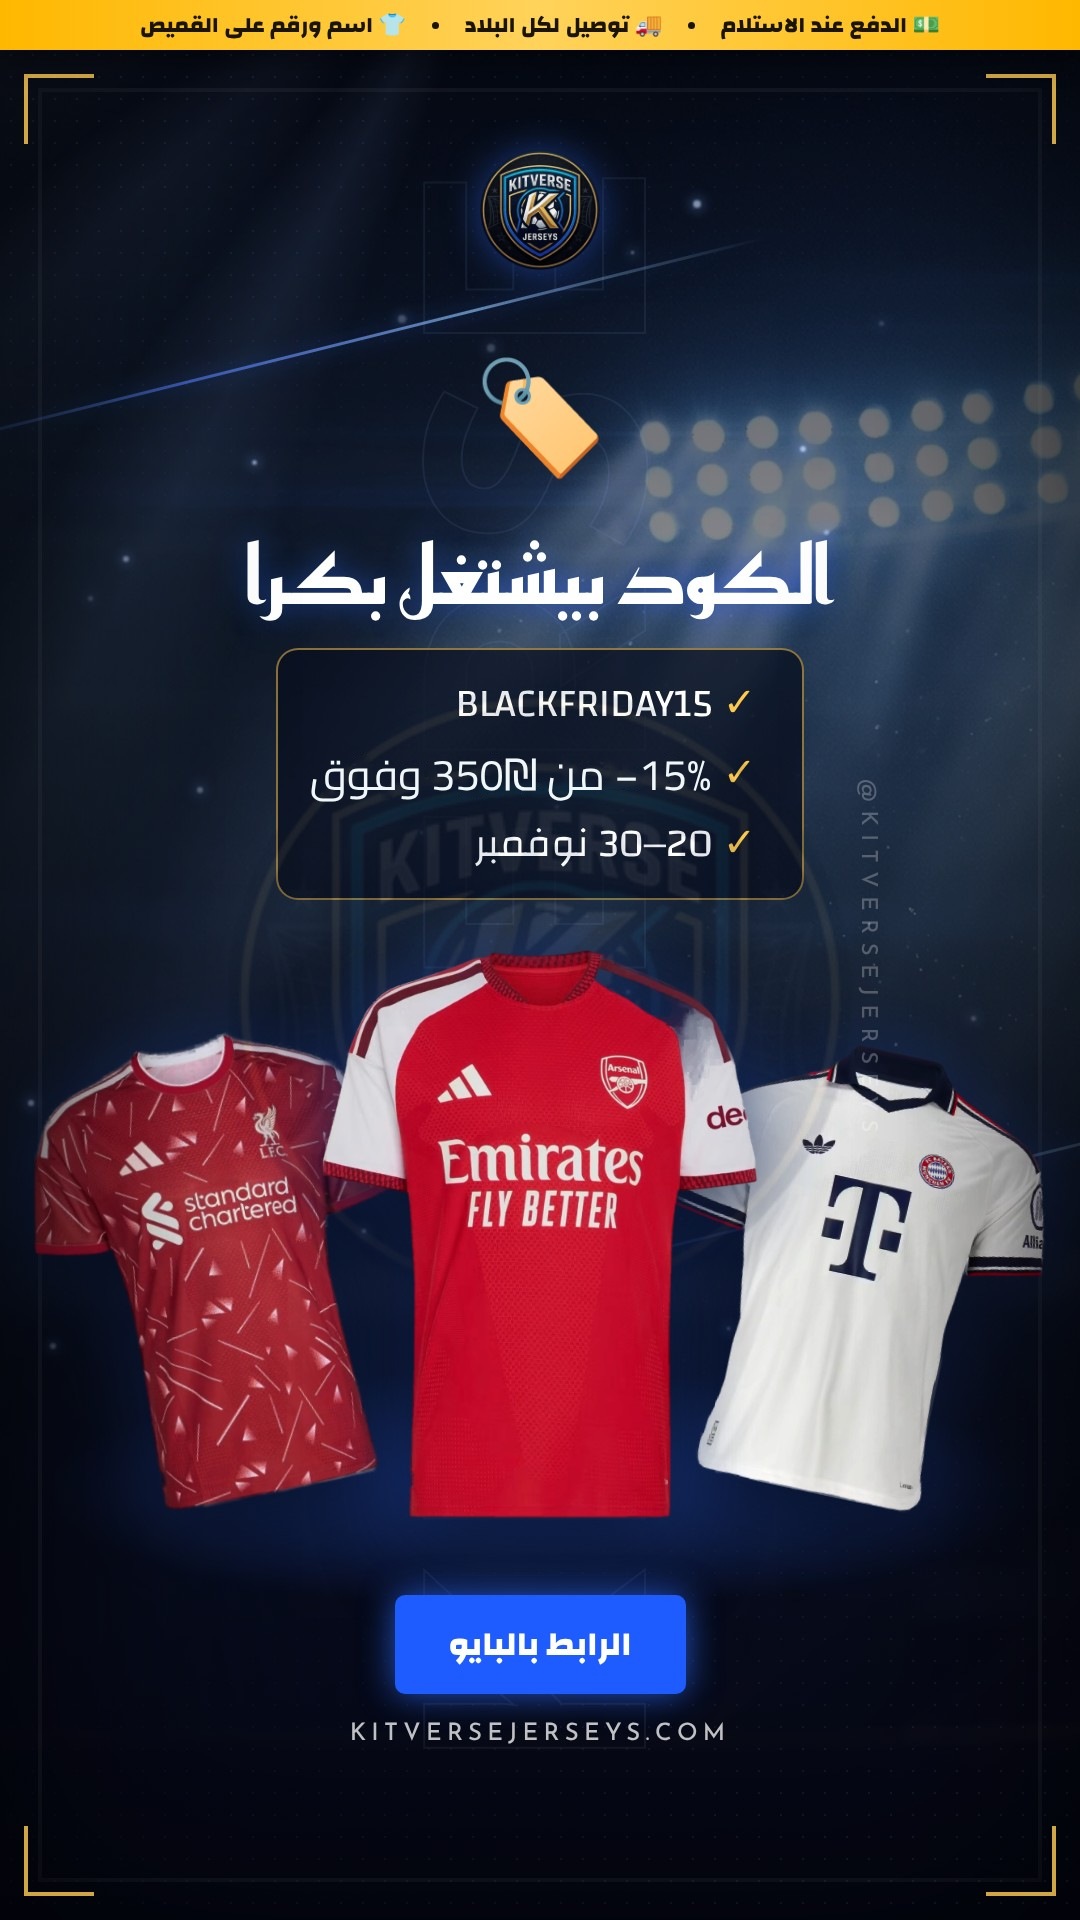 💵 الدفع عند الاستلام • 🚚 توصيل لكل البلاد • 👕 اسم ورقم على القميص
KITVERSE
K
JERSEYS
الكود بيشتغل بكرا
✓ BLACKFRIDAY15
✓ 15%− من ₪350 وفوق
✓ 20–30 نوفمبر
KITVERSE
@KITVERSEJERSEYS
L.F.C.
standard
chartered
Arsenal
Emirates
FLY BETTER
T
الرابط بالبايو
KITVERSEJERSEYS.COM